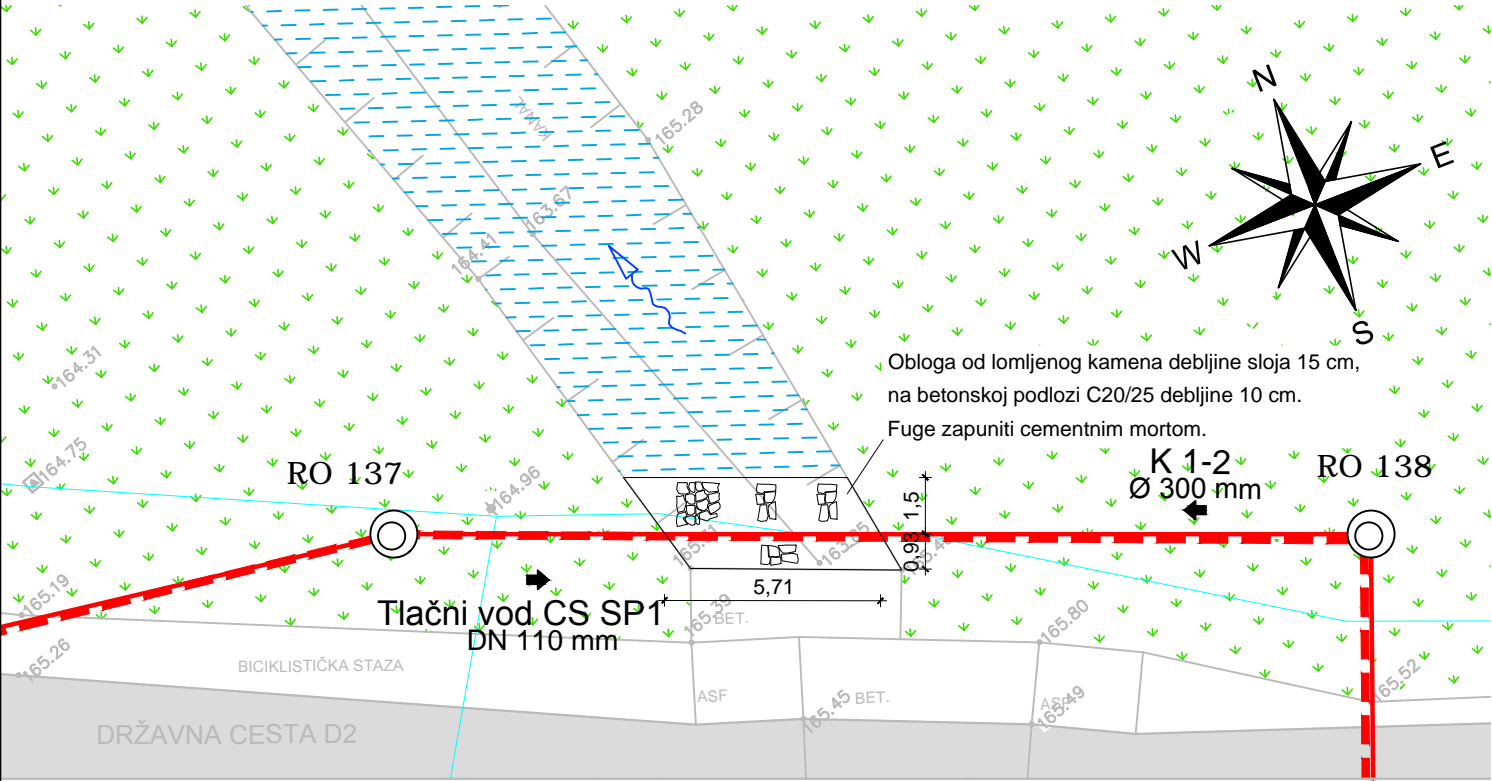 N
E
W
S
KANAL
165.28
163.67
164.41
164.31
164.75
164.96
Obloga od lomljenog kamena debljine sloja 15 cm,
na betonskoj podlozi C20/25 debljine 10 cm.
Fuge zapuniti cementnim mortom.
RO 137
K 1-2
Ø 300 mm
RO 138
1,5
0,93
5,71
165.19
Tlačni vod CS SP1
DN 110 mm
165.39
BET.
165.80
165.26
BICIKLISTIČKA STAZA
ASF
165.45
BET.
165.49
165.52
DRŽAVNA CESTA D2